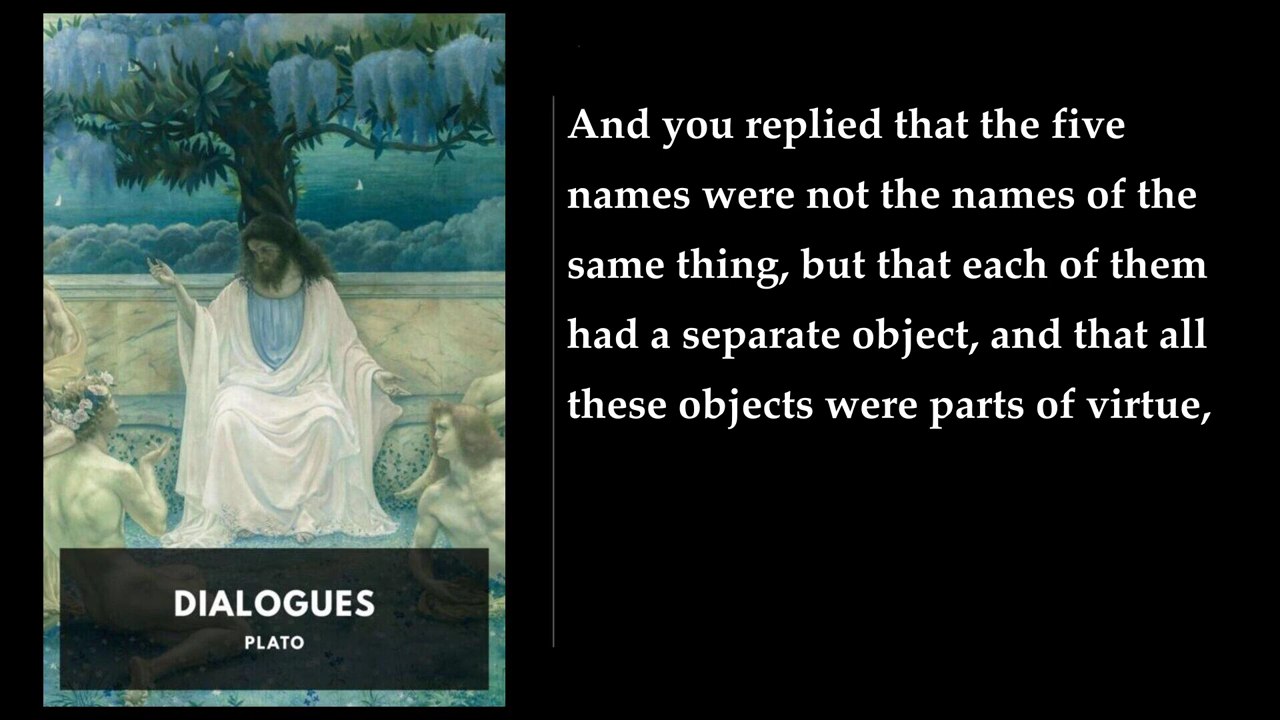 And you replied that the five
names were not the names of the
same thing, but that each of them
had a separate object, and that all
these objects were parts of virtue,
DIALOGUES
PLATO